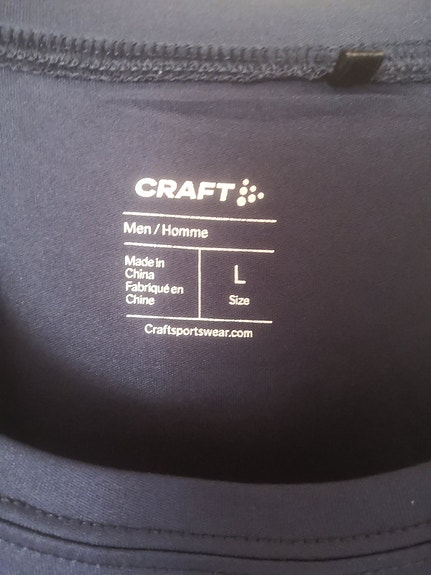 CRAFT
Men / Homme
Made in
China
Fabriqué en
Chine
L
Size
Craftsportswear.com